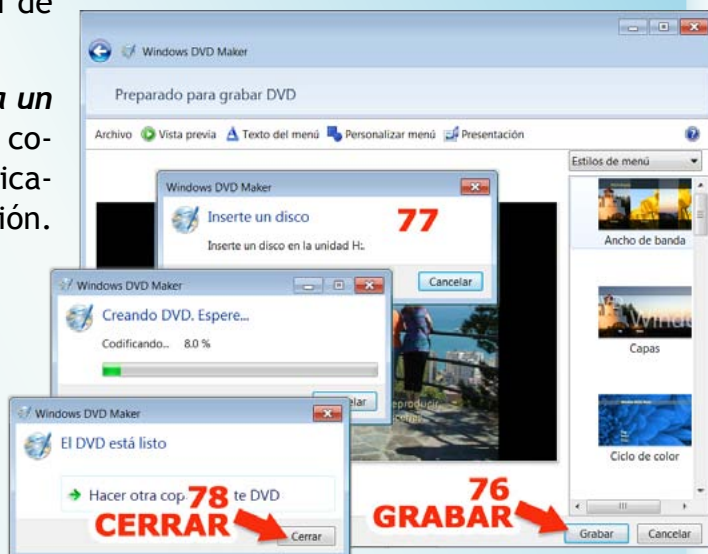 de
a un
co-
ica-
ión.
Windows DVD Maker
Preparado para grabar DVD
Archivo Vista previa Texto del menú Personalizar menú Presentación
Estilos de menú
Ancho de banda
Capas
Ciclo de color
Windows DVD Maker
Inserte un disco
77
Inserte un disco en la unidad H:.
Cancelar
Windows DVD Maker
Creando DVD. Espere...
Codificando.. 8.0 %
elar
Windows DVD Maker
El DVD está listo
Hacer otra cop 78 te DVD
CERRAR
Cerrar
76
GRABAR
Grabar Cancelar